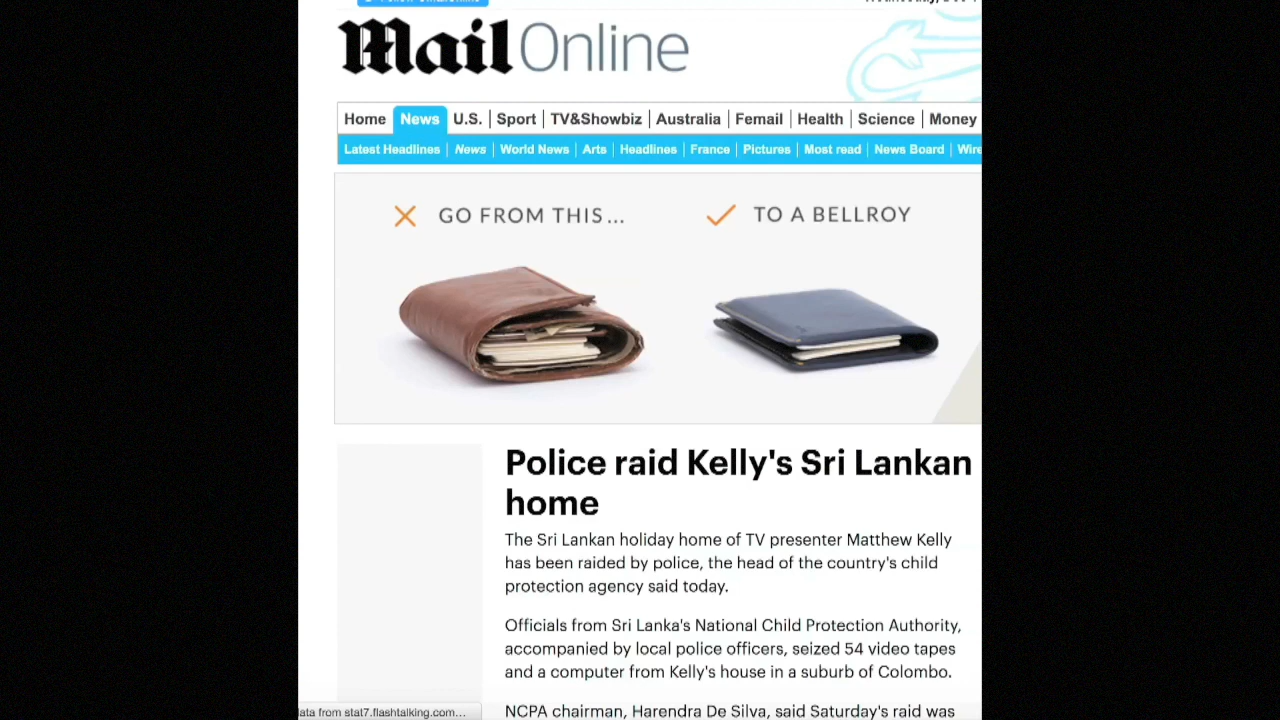 Mail Online
Home News U.S. Sport TV&Showbiz Australia Femail Health Science Money
Latest Headlines News World News Arts Headlines France Pictures Most read News Board Wire
GO FROM THIS... TO A BELLROY
Police raid Kelly's Sri Lankan
home
The Sri Lankan holiday home of TV presenter Matthew Kelly
has been raided by police, the head of the country's child
protection agency said today.
Officials from Sri Lanka's National Child Protection Authority,
accompanied by local police officers, seized 54 video tapes
and a computer from Kelly's house in a suburb of Colombo.
data from stat7.flashtalking.com...
NCPA chairman, Harendra De Silva, said Saturday's raid was